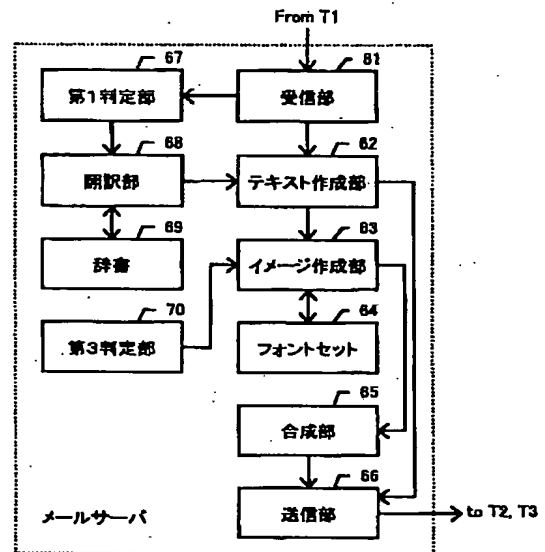 From T1
67
81
第1判定部
受信部
68
62
翻訳部
テキスト作成部
69
83
辞書
イメージ作成部
70
64
第3判定部
フォントセット
65
合成部
66
メールサーバ
送信部
to T2, T3